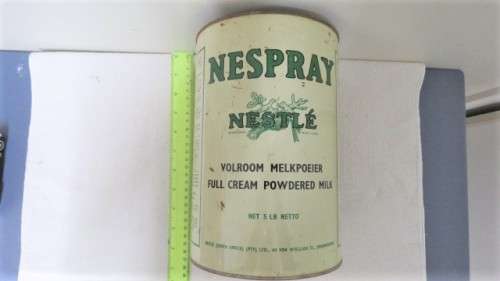 NESPRAY
NESTLÉ
VOLROOM MELKPOEIER
FULL CREAM POWDERED MILK
NET 5 LB NETTO